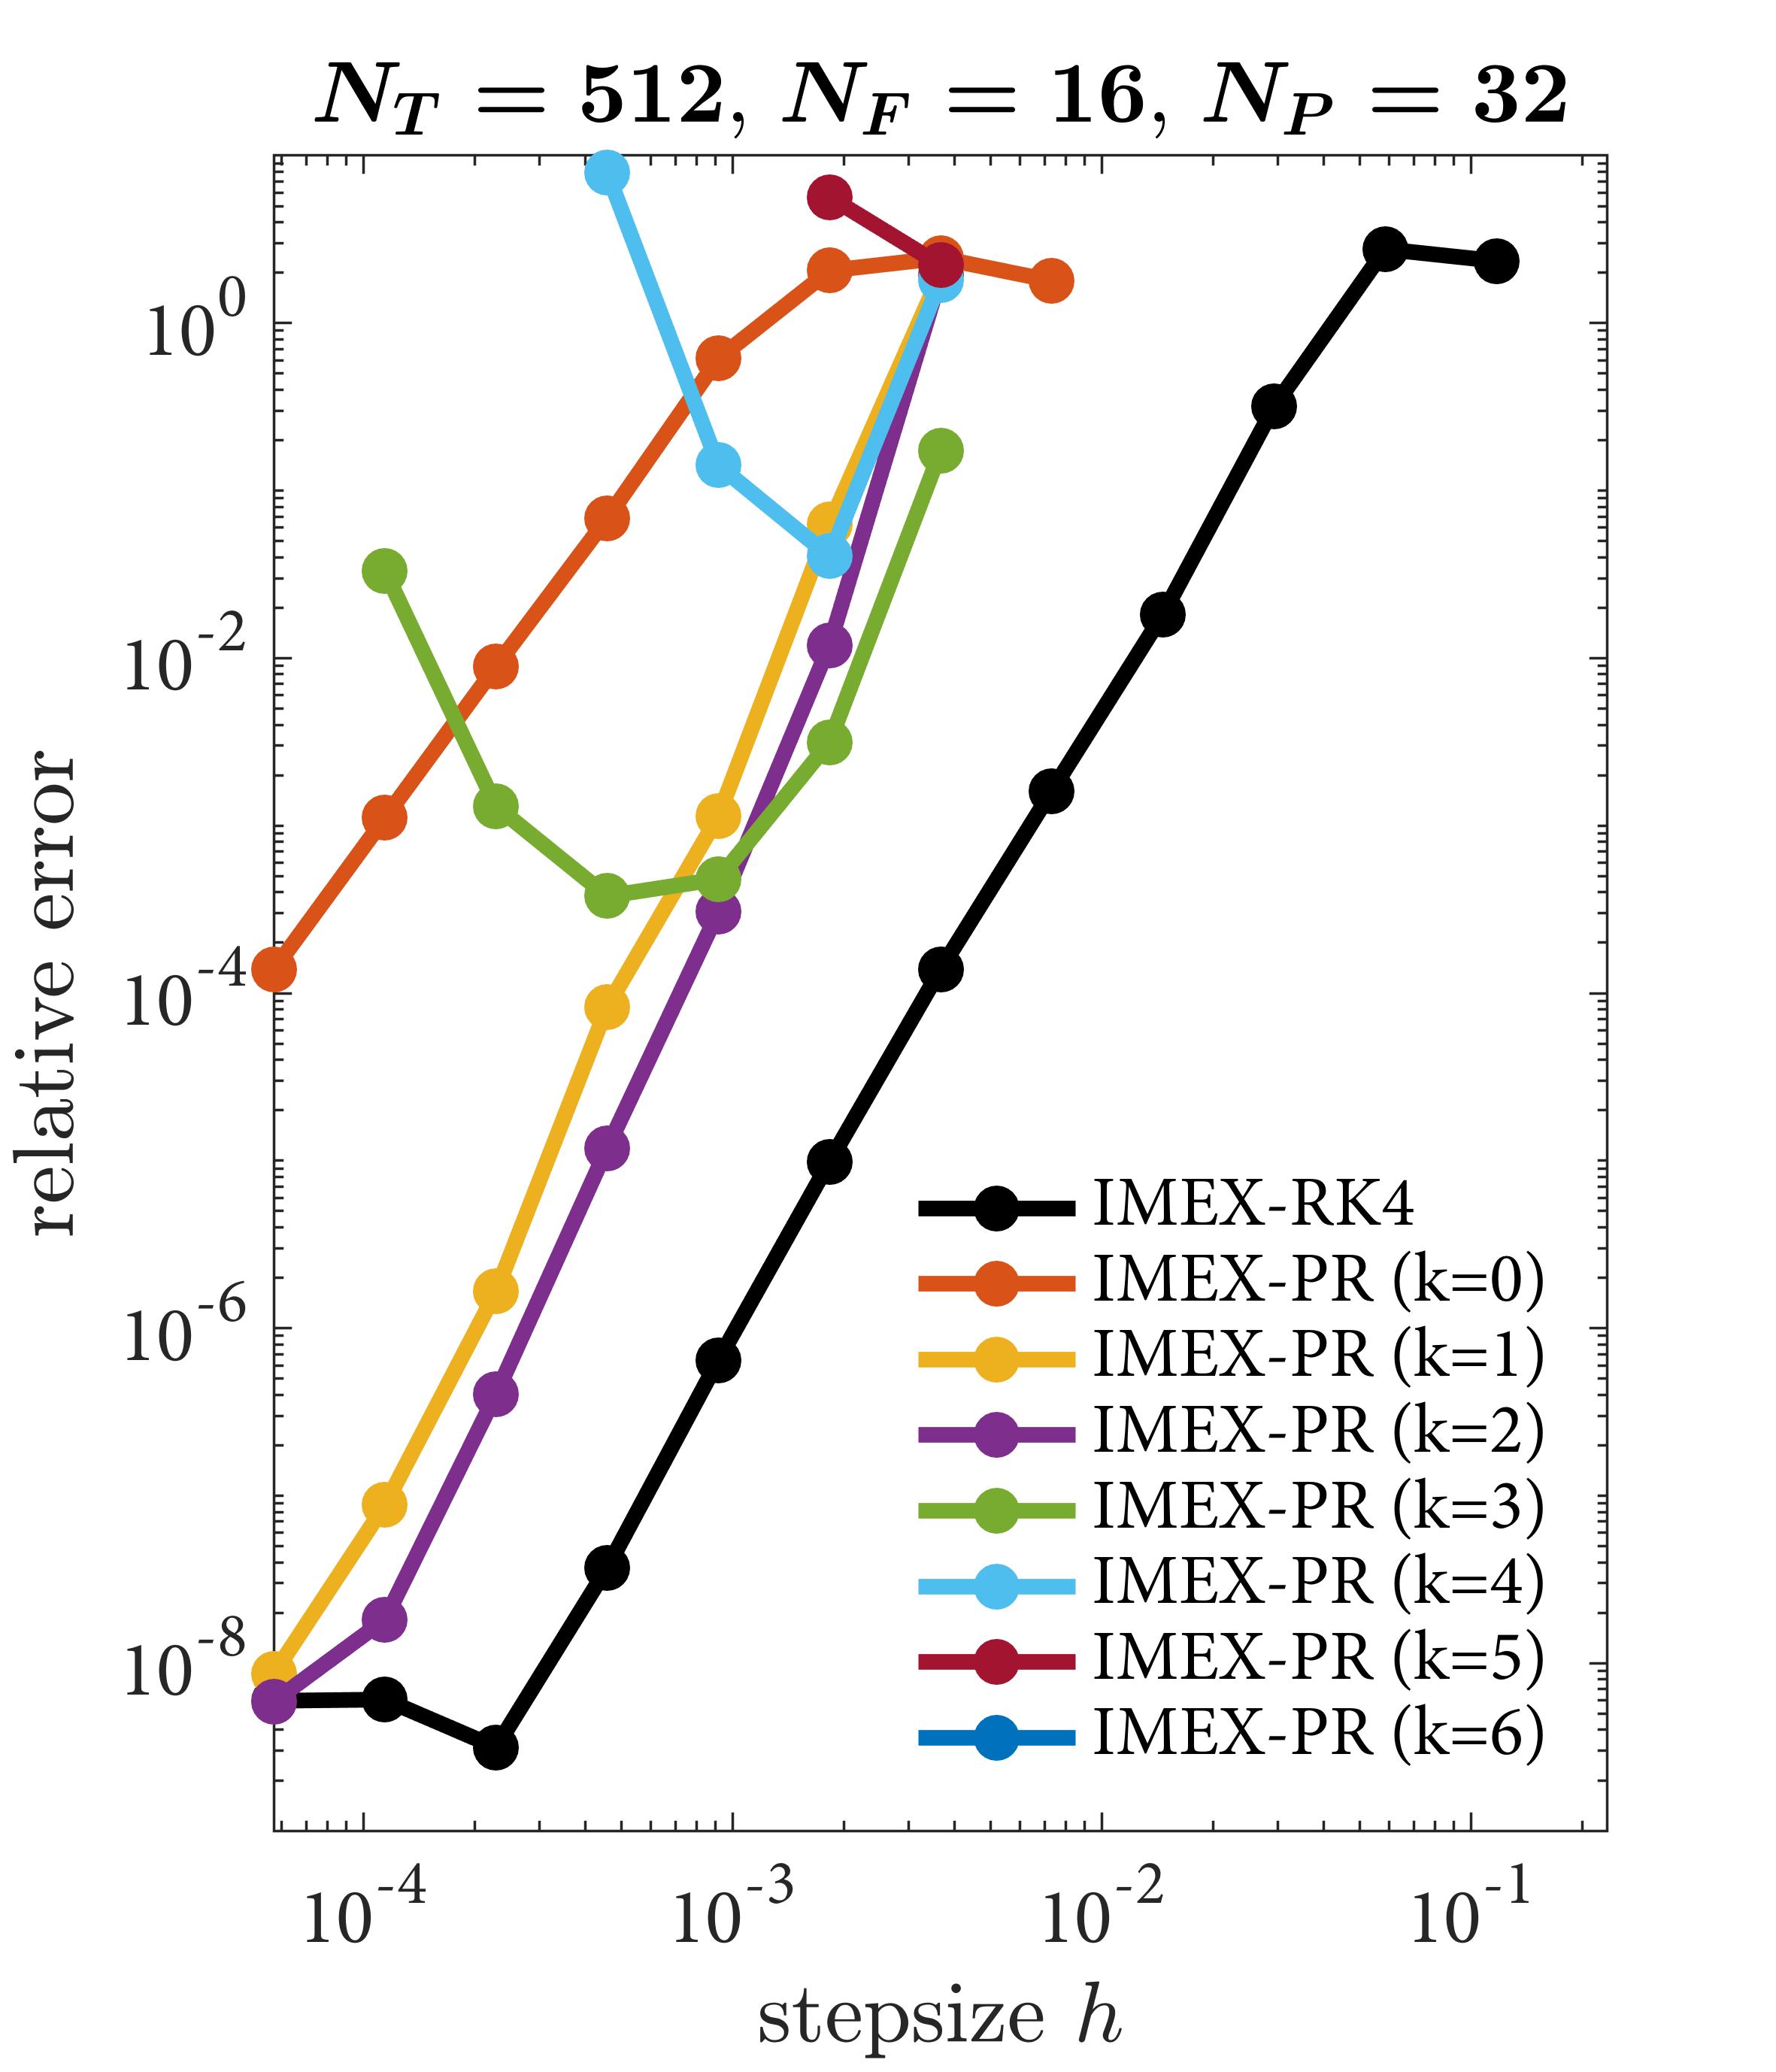 N_T = 512, N_F = 16, N_P = 32
10^0
10^-2
10^-4
10^-6
10^-8
relative error
IMEX-RK4
IMEX-PR (k=0)
IMEX-PR (k=1)
IMEX-PR (k=2)
IMEX-PR (k=3)
IMEX-PR (k=4)
IMEX-PR (k=5)
IMEX-PR (k=6)
10^-4 10^-3 10^-2 10^-1
stepsize h